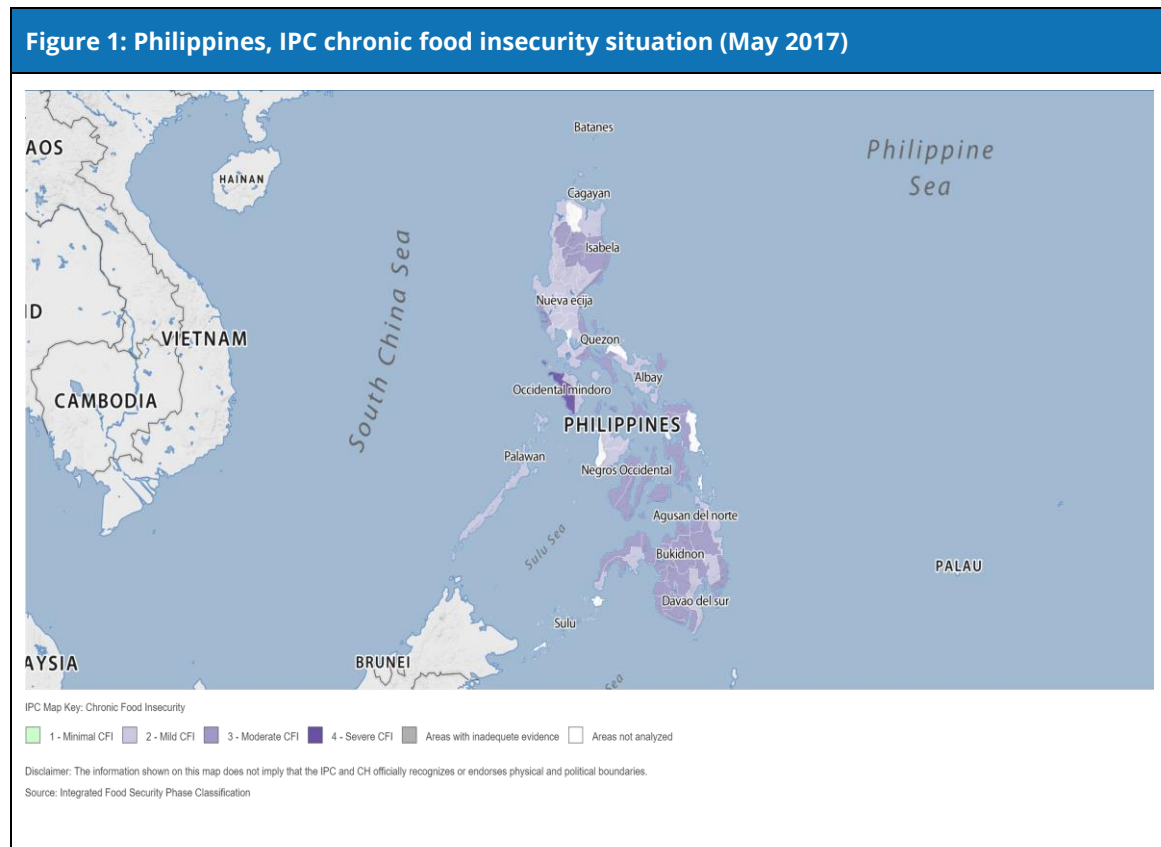 Figure 1: Philippines, IPC chronic food insecurity situation (May 2017)
Batanes
AOS
Philippine
Sea
HAINAN
Cagayan
South China Sea
Isabela
Nueva ecija
D
VIETNAM
Quezon
Albay
Occidental mindoro
CAMBODIA
PHILIPPINES
Palawan
Negros Occidental
Agusan del norte
Sulu Sea
Bukidnon
PALAU
Davao del sur
Sulu
AYSIA
BRUNEI
Sea
IPC Map Key: Chronic Food Insecurity
1 - Minimal CFI 2 - Mild CFI 3 - Moderate CFI 4 - Severe CFI Areas with inadequete evidence Areas not analyzed
Disclaimer: The information shown on this map does not imply that the IPC and CH officially recognizes or endorses physical and political boundaries.
Source: Integrated Food Security Phase Classification